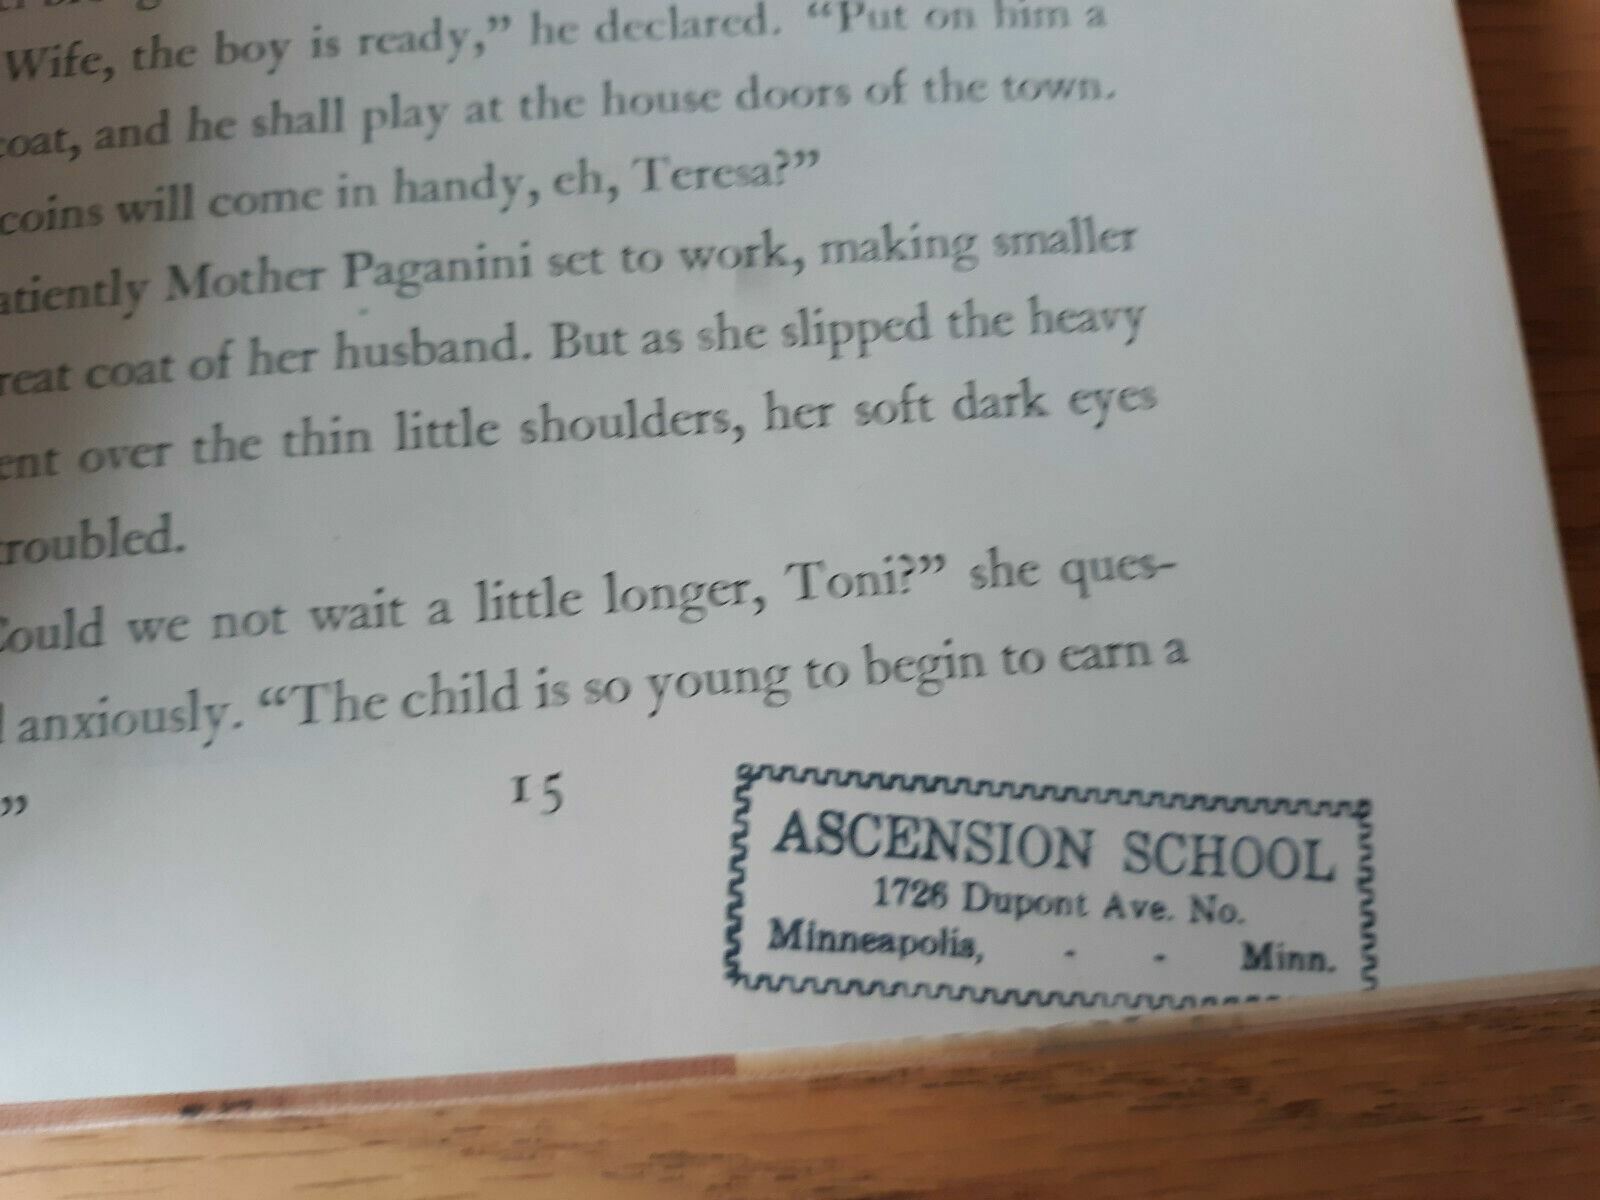 Wife, the boy is ready,” he declared. “Put on him a
coat, and he shall play at the house doors of the town.
coins will come in handy, eh, Teresa?”
atiently Mother Paganini set to work, making smaller
reat coat of her husband. But as she slipped the heavy
ent over the thin little shoulders, her soft dark eyes
troubled.
Could we not wait a little longer, Toni?” she ques-
anxiously. “The child is so young to begin to earn a
”
15
ASCENSION SCHOOL
1726 Dupont Ave. No.
Minneapolis, - - Minn.